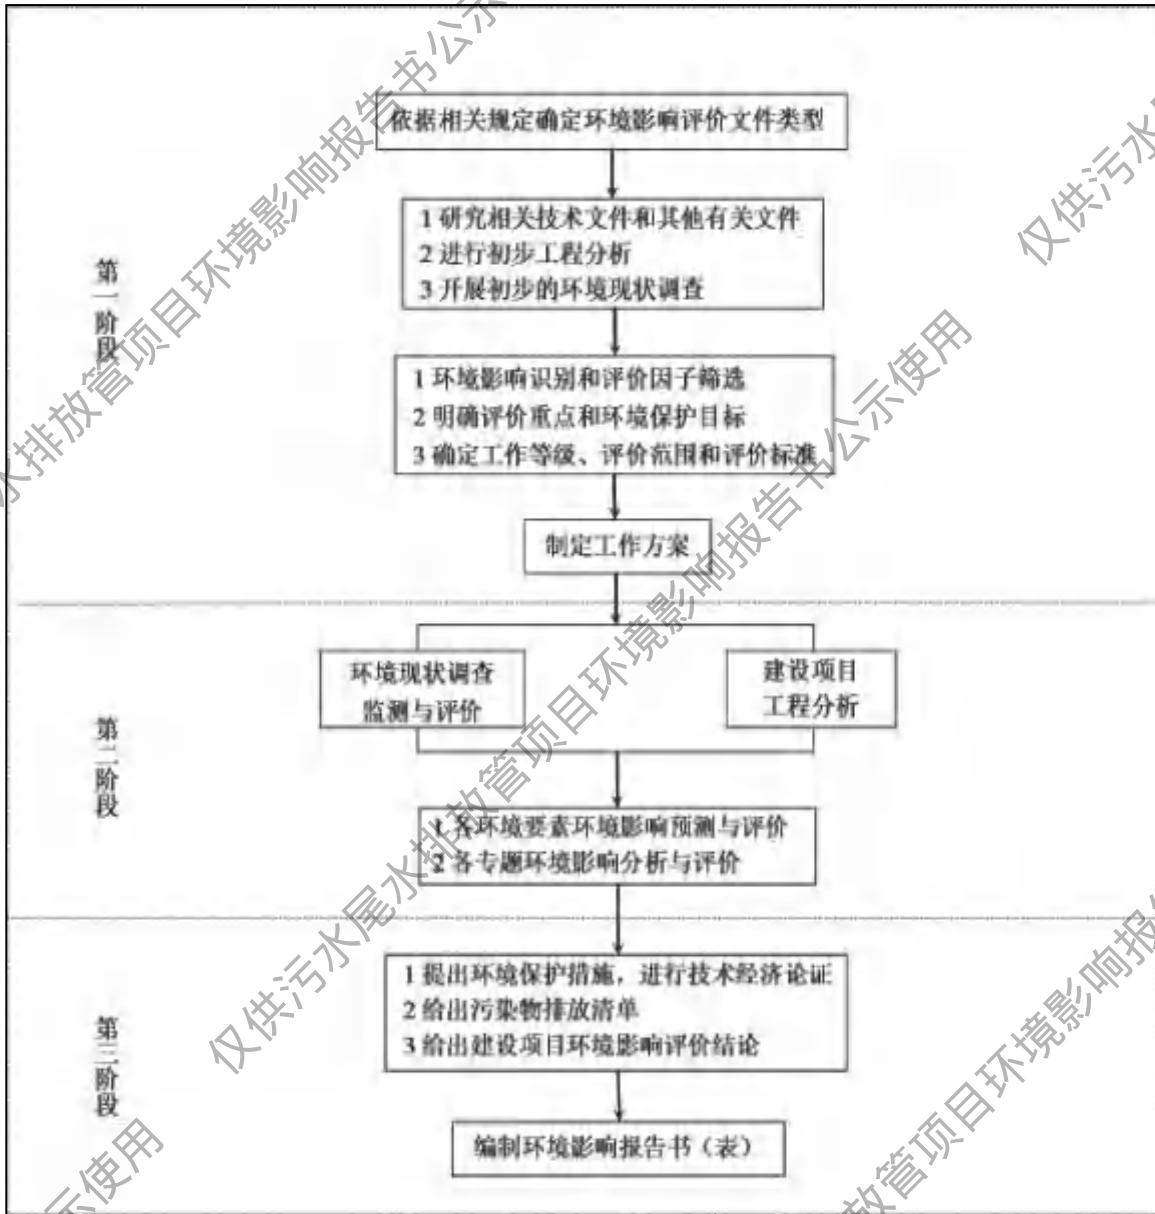 依据相关规定确定环境影响评价文件类型
1 研究相关技术文件和其他有关文件
2 进行初步工程分析
3 开展初步的环境现状调查
第一阶段
1 环境影响识别和评价因子筛选
2 明确评价重点和环境保护目标
3 确定工作等级、评价范围和评价标准
制定工作方案
环境现状调查
监测与评价
建设项目
工程分析
第二阶段
1 各环境要素环境影响预测与评价
2 各专题环境影响分析与评价
1 提出环境保护措施，进行技术经济论证
2 给出污染物排放清单
3 给出建设项目环境影响评价结论
第三阶段
编制环境影响报告书（表）
水排放管项目环境影响报告书公示
仅供污水
仅供污水尾水排放管项目环境影响报告书公示使用
示使用
放管项目环境影响报